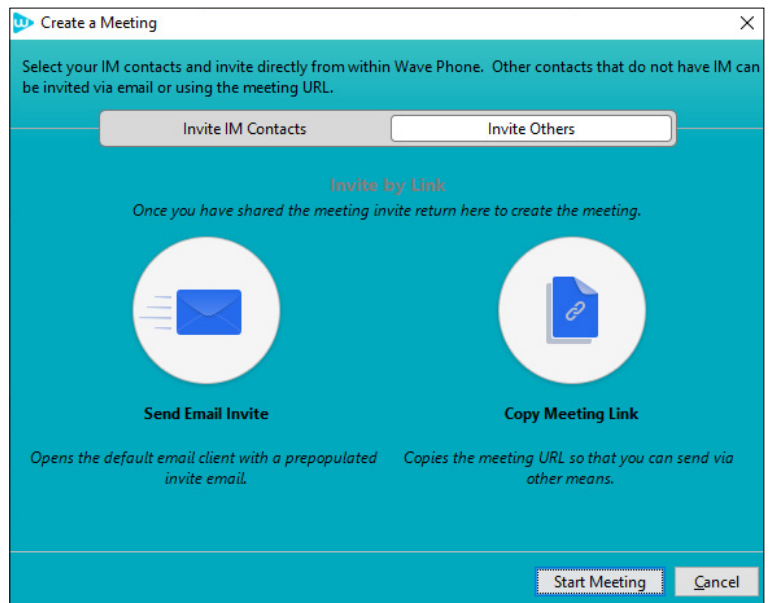 Create a Meeting
Select your IM contacts and invite directly from within Wave Phone. Other contacts that do not have IM can
be invited via email or using the meeting URL.
Invite IM Contacts
Invite Others
Invite by Link
Once you have shared the meeting invite return here to create the meeting.
Send Email Invite
Copy Meeting Link
Opens the default email client with a prepopulated
invite email.
Copies the meeting URL so that you can send via
other means.
Start Meeting
Cancel